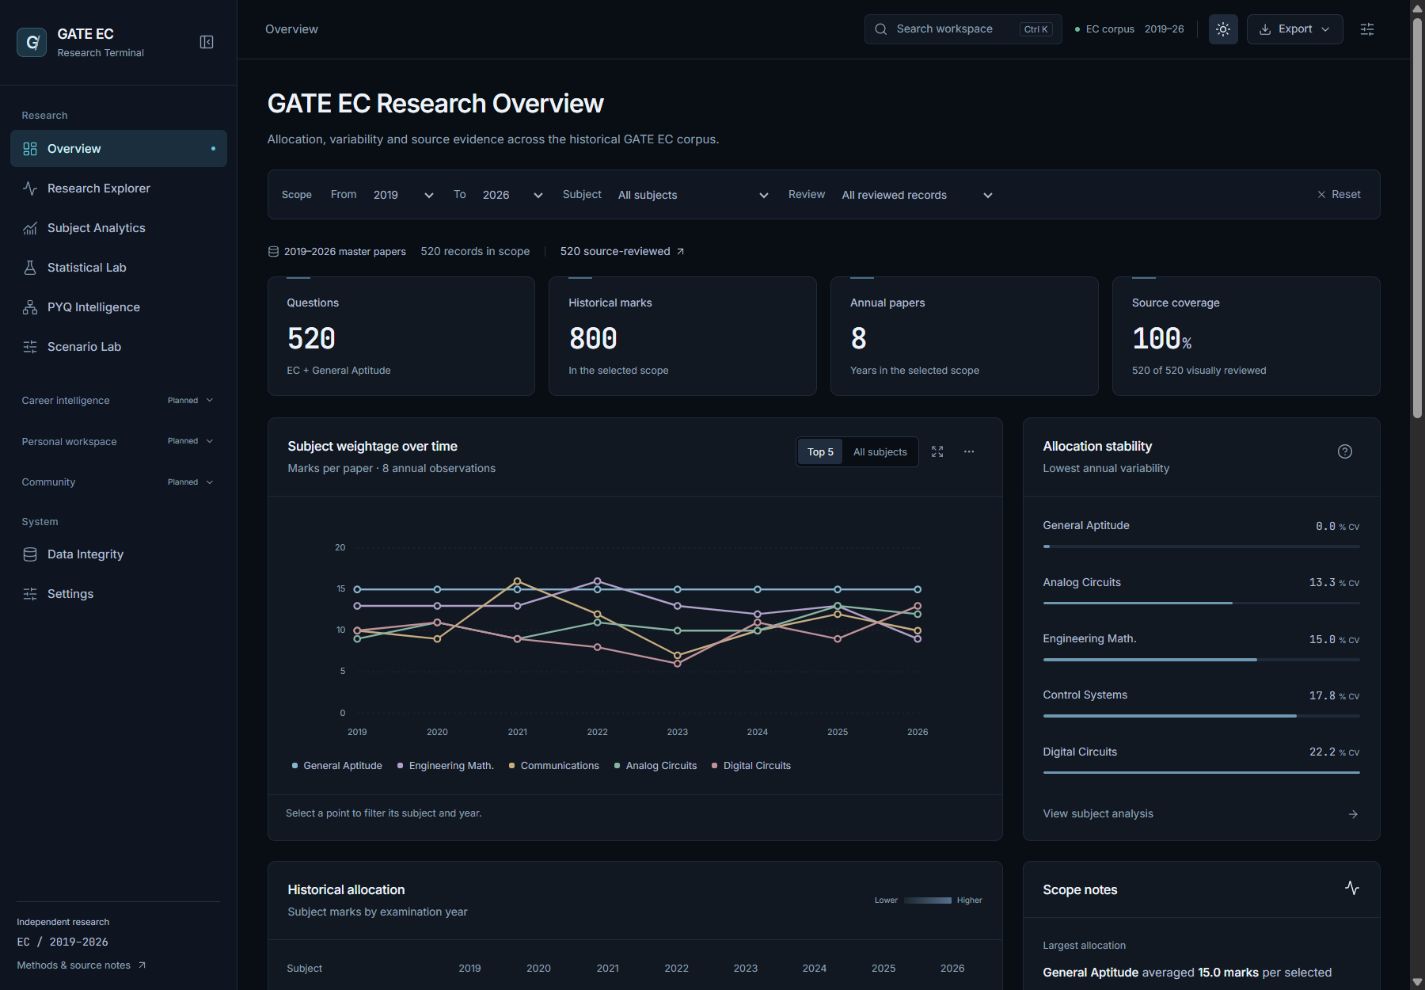 GATE EC
Research Terminal
Research
Overview
Research Explorer
Subject Analytics
Statistical Lab
PYQ Intelligence
Scenario Lab
Career intelligence Planned
Personal workspace Planned
Community Planned
System
Data Integrity
Settings
Independent research
EC / 2019-2026
Methods & source notes
Overview
Search workspace Ctrl K
EC corpus 2019–26
Export
GATE EC Research Overview
Allocation, variability and source evidence across the historical GATE EC corpus.
Scope From 2019 To 2026 Subject All subjects Review All reviewed records Reset
2019–2026 master papers 520 records in scope 520 source-reviewed
Questions
520
EC + General Aptitude
Historical marks
800
In the selected scope
Annual papers
8
Years in the selected scope
Source coverage
100%
520 of 520 visually reviewed
Subject weightage over time
Marks per paper · 8 annual observations
Top 5 All subjects
20
15
10
5
0
2019 2020 2021 2022 2023 2024 2025 2026
General Aptitude Engineering Math. Communications Analog Circuits Digital Circuits
Select a point to filter its subject and year.
Allocation stability
Lowest annual variability
General Aptitude 0.0 % CV
Analog Circuits 13.3 % CV
Engineering Math. 15.0 % CV
Control Systems 17.8 % CV
Digital Circuits 22.2 % CV
View subject analysis
Historical allocation
Subject marks by examination year
Lower Higher
Subject 2019 2020 2021 2022 2023 2024 2025 2026
Scope notes
Largest allocation
General Aptitude averaged 15.0 marks per selected